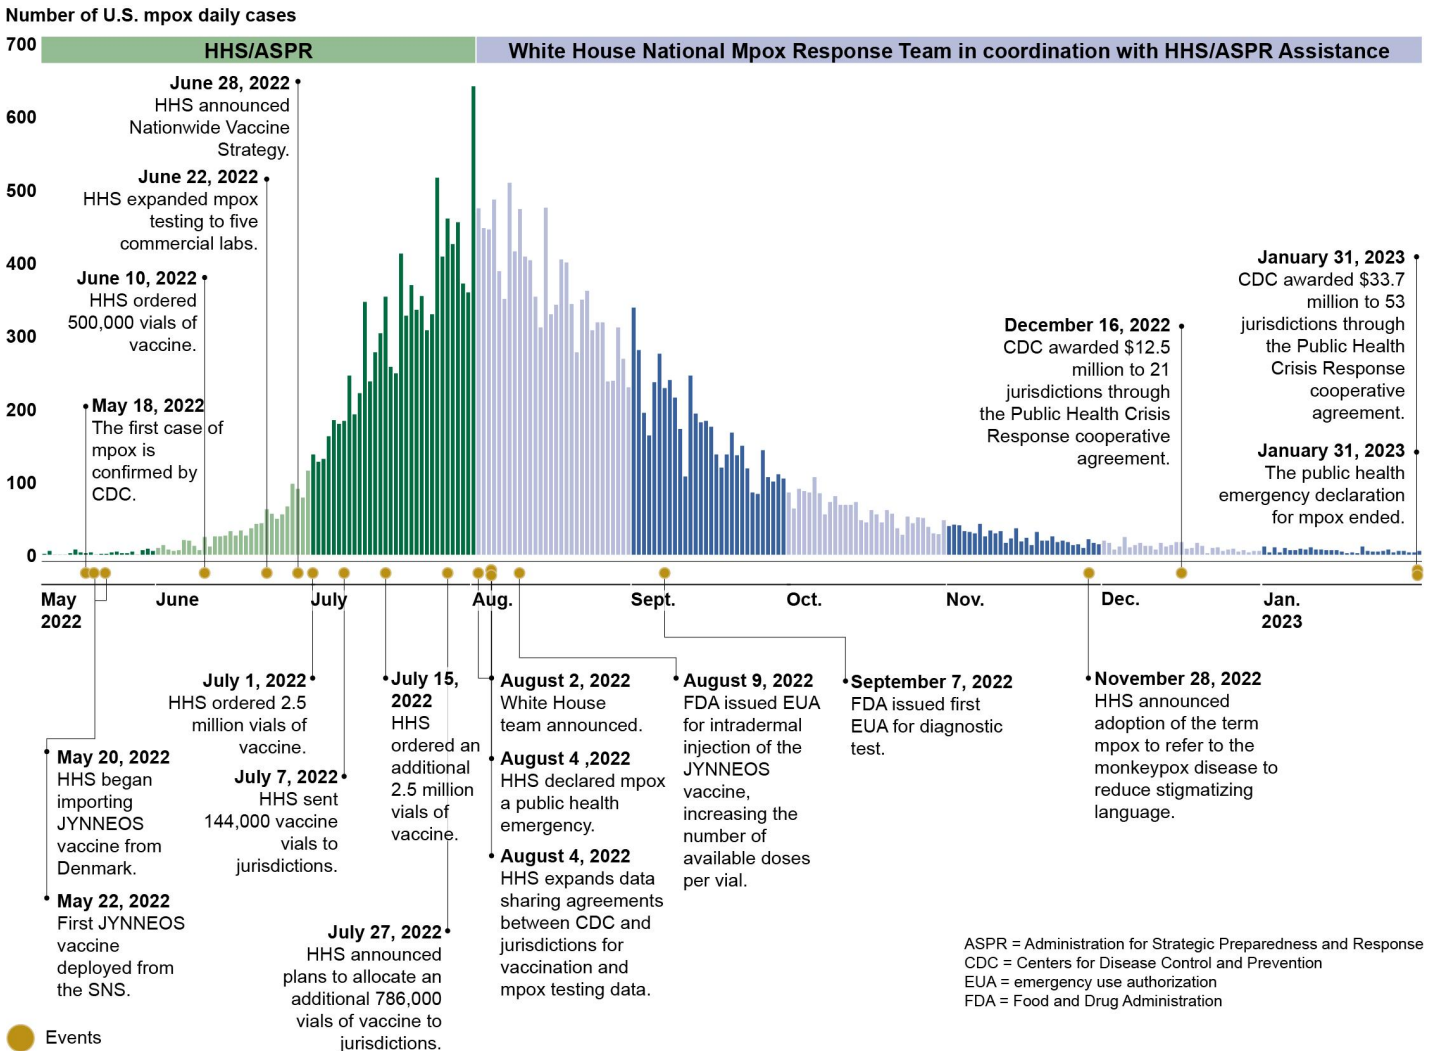 Number of U.S. mpox daily cases
700
600
500
400
300
200
100
0
HHS/ASPR
White House National Mpox Response Team in coordination with HHS/ASPR Assistance
June 28, 2022
HHS announced
Nationwide Vaccine
Strategy.
June 22, 2022
HHS expanded mpox
testing to five
commercial labs.
June 10, 2022
HHS ordered
500,000 vials of
vaccine.
May 18, 2022
The first case of
mpox is
confirmed by
CDC.
December 16, 2022
CDC awarded $12.5
million to 21
jurisdictions through
the Public Health Crisis
Response cooperative
agreement.
January 31, 2023
CDC awarded $33.7
million to 53
jurisdictions through
the Public Health
Crisis Response
cooperative
agreement.
January 31, 2023
The public health
emergency declaration
for mpox ended.
May
2022
June
July
Aug.
Sept.
Oct.
Nov.
Dec.
Jan.
2023
May 20, 2022
HHS began
importing
JYNNEOS
vaccine from
Denmark.
May 22, 2022
First JYNNEOS
vaccine
deployed from
the SNS.
July 1, 2022
HHS ordered 2.5
million vials of
vaccine.
July 7, 2022
HHS sent
144,000 vaccine
vials to
jurisdictions.
July 15,
2022
HHS
ordered an
additional
2.5 million
vials of
vaccine.
July 27, 2022
HHS announced
plans to allocate an
additional 786,000
vials of vaccine to
jurisdictions.
August 2, 2022
White House
team announced.
August 4 ,2022
HHS declared mpox
a public health
emergency.
August 4, 2022
HHS expands data
sharing agreements
between CDC and
jurisdictions for
vaccination and
mpox testing data.
August 9, 2022
FDA issued EUA
for intradermal
injection of the
JYNNEOS
vaccine,
increasing the
number of
available doses
per vial.
September 7, 2022
FDA issued first
EUA for diagnostic
test.
November 28, 2022
HHS announced
adoption of the term
mpox to refer to the
monkeypox disease to
reduce stigmatizing
language.
ASPR = Administration for Strategic Preparedness and Response
CDC = Centers for Disease Control and Prevention
EUA = emergency use authorization
FDA = Food and Drug Administration
Events